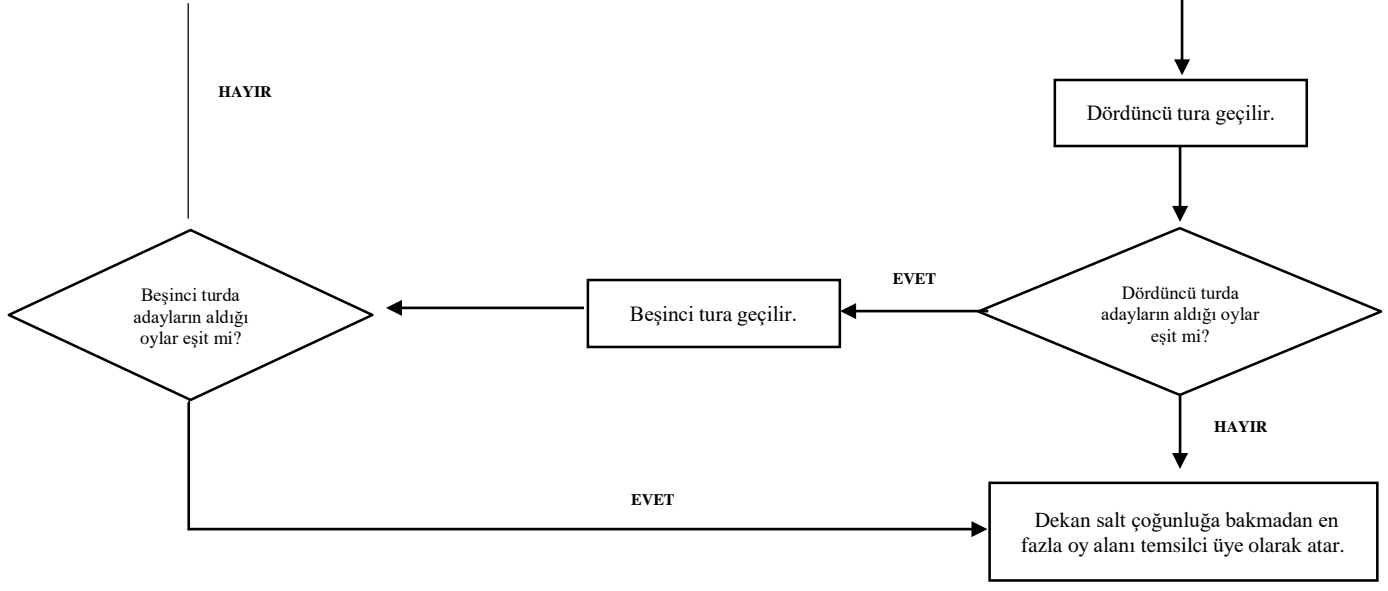 HAYIR
Dördüncü tura geçilir.
EVET
Beşinci tura geçilir.
Dördüncü turda
adayların aldığı oylar
eşit mi?
Beşinci turda
adayların aldığı
oylar eşit mi?
HAYIR
EVET
Dekan salt çoğunluğa bakmadan en
fazla oy alanı temsilci üye olarak atar.